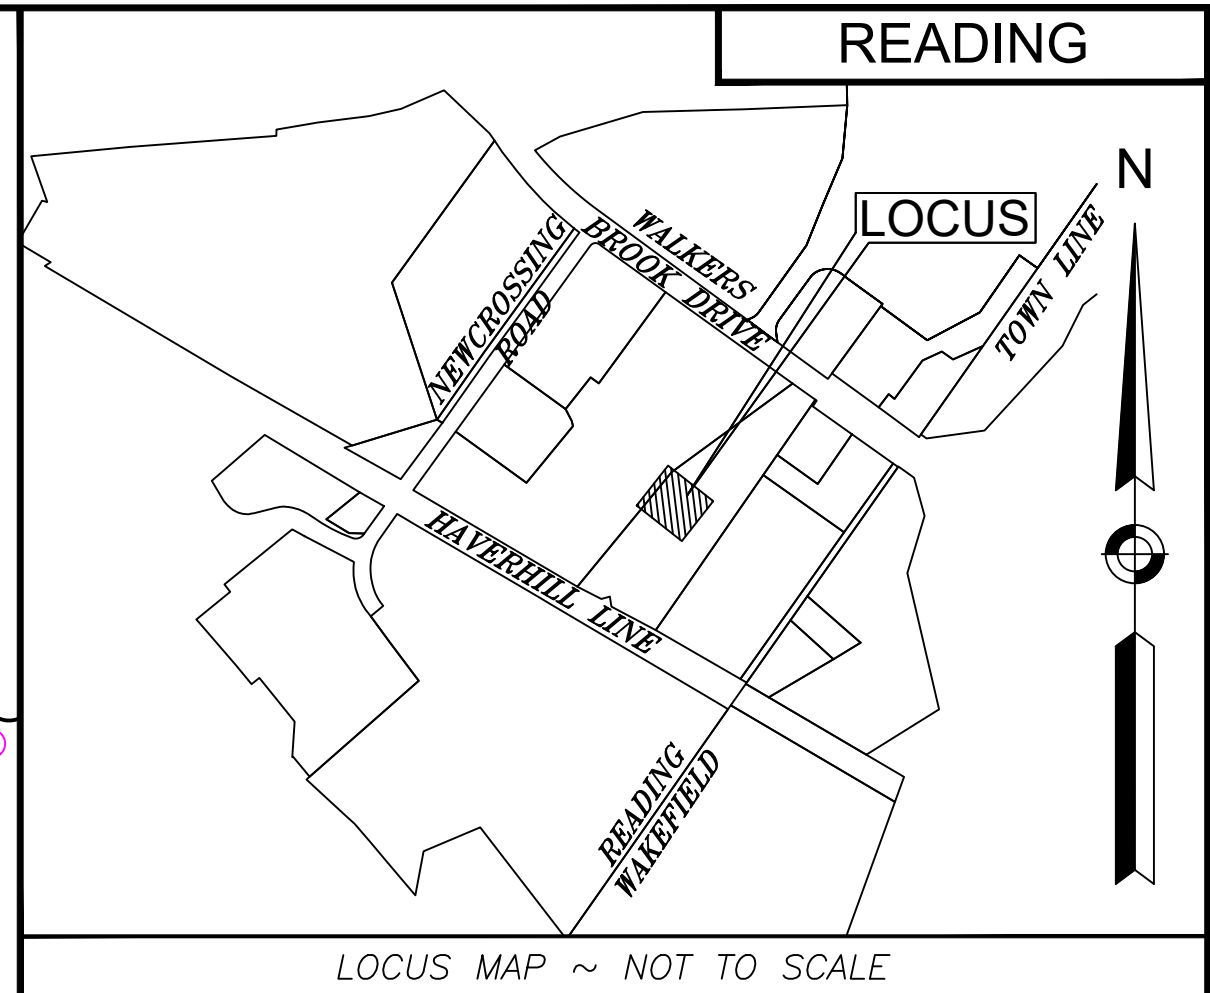 READING
N
LOCUS
WALKERS
BROOK DRIVE
NEWCROSSING
ROAD
TOWN LINE
HAVERHILL LINE
READING
WAKEFIELD
LOCUS MAP ~ NOT TO SCALE